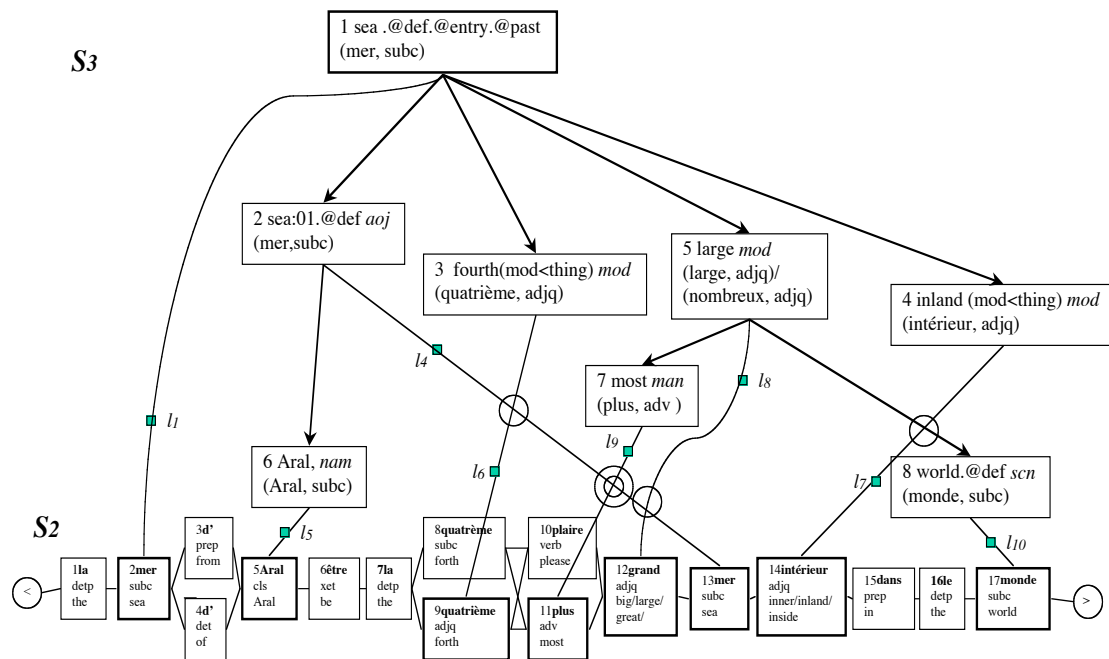 S3
1 sea .@def.@entry.@past
(mer, subc)
2 sea:01.@def aoj
(mer,subc)
3 fourth(mod<thing) mod
(quatrième, adjq)
5 large mod
(large, adjq)/
(nombreux, adjq)
4 inland (mod<thing) mod
(intérieur, adjq)
l4
l8
7 most man
(plus, adv )
l1
l9
6 Aral, nam
(Aral, subc)
l6
l7
8 world.@def scn
(monde, subc)
S2
l5
l10
<
1la
detp
the
2mer
subc
sea
3d’
prep
from
4d’
det
of
5Aral
cls
Aral
6être
xet
be
7la
detp
the
8quatrème
subc
forth
9quatrième
adjq
forth
10plaire
verb
please
11plus
adv
most
12grand
adjq
big/large/
great/
13mer
subc
sea
14intérieur
adjq
inner/inland/
inside
15dans
prep
in
16le
detp
the
17monde
subc
world
>